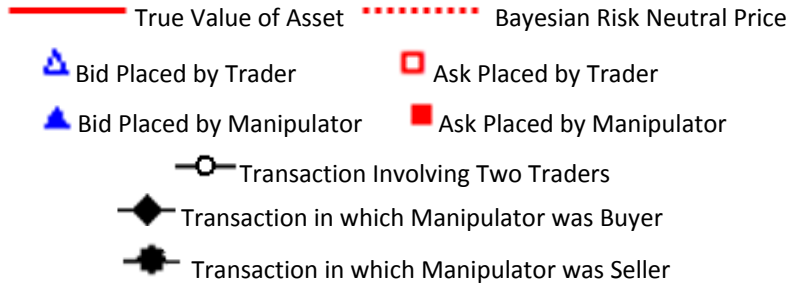 True Value of Asset Bayesian Risk Neutral Price
Bid Placed by Trader Ask Placed by Trader
Bid Placed by Manipulator Ask Placed by Manipulator
Transaction Involving Two Traders
Transaction in which Manipulator was Buyer
Transaction in which Manipulator was Seller